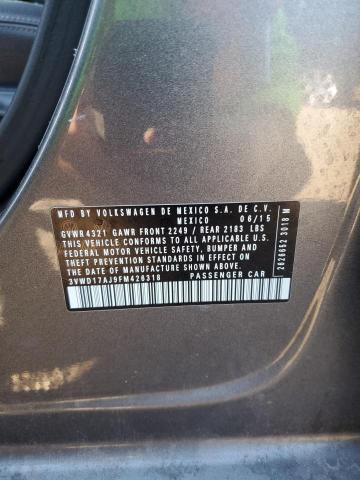 MFD BY VOLKSWAGEN DE MEXICO S.A. DE C.V.
MEXICO 06/15
GVWR 4321 GAWR FRONT 2249 / REAR 2183 LBS
THIS VEHICLE CONFORMS TO ALL APPLICABLE U.S.
FEDERAL MOTOR VEHICLE SAFETY, BUMPER AND
THEFT PREVENTION STANDARDS IN EFFECT ON THE
DATE OF MANUFACTURE SHOWN ABOVE.
3VWD17AJ9FM426318 PASSENGER CAR
2026652 3018 M